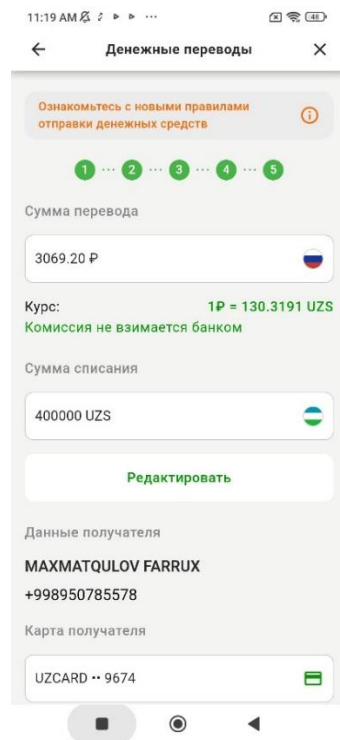 11:19 AM
48
Денежные переводы
Ознакомьтесь с новыми правилами
отправки денежных средств
1 ··· 2 ··· 3 ··· 4 ··· 5
Сумма перевода
3069.20 ₽
Курс: 1₽ = 130.3191 UZS
Комиссия не взимается банком
Сумма списания
400000 UZS
Редактировать
Данные получателя
MAXMATQULOV FARRUX
+998950785578
Карта получателя
UZCARD •• 9674